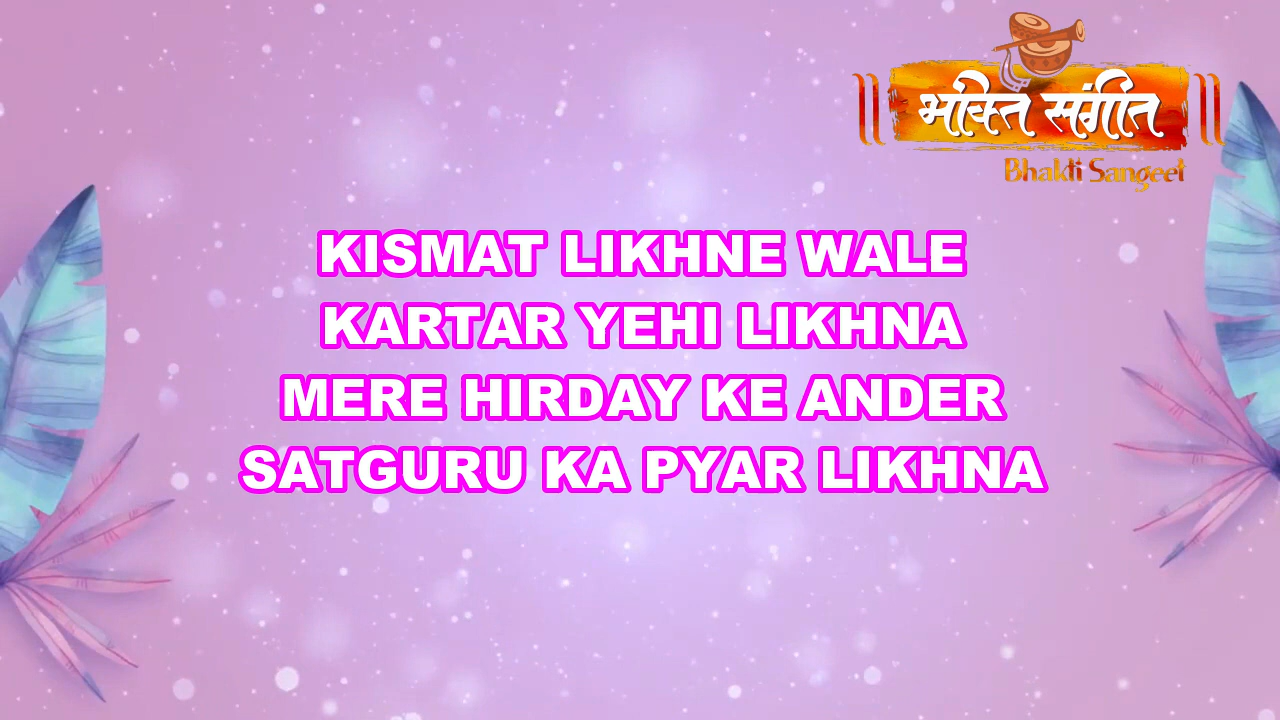 ॥ भक्ति संगीत ॥
Bhakti Sangeet
KISMAT LIKHNE WALE
KARTAR YEHI LIKHNA
MERE HIRDAY KE ANDER
SATGURU KA PYAR LIKHNA